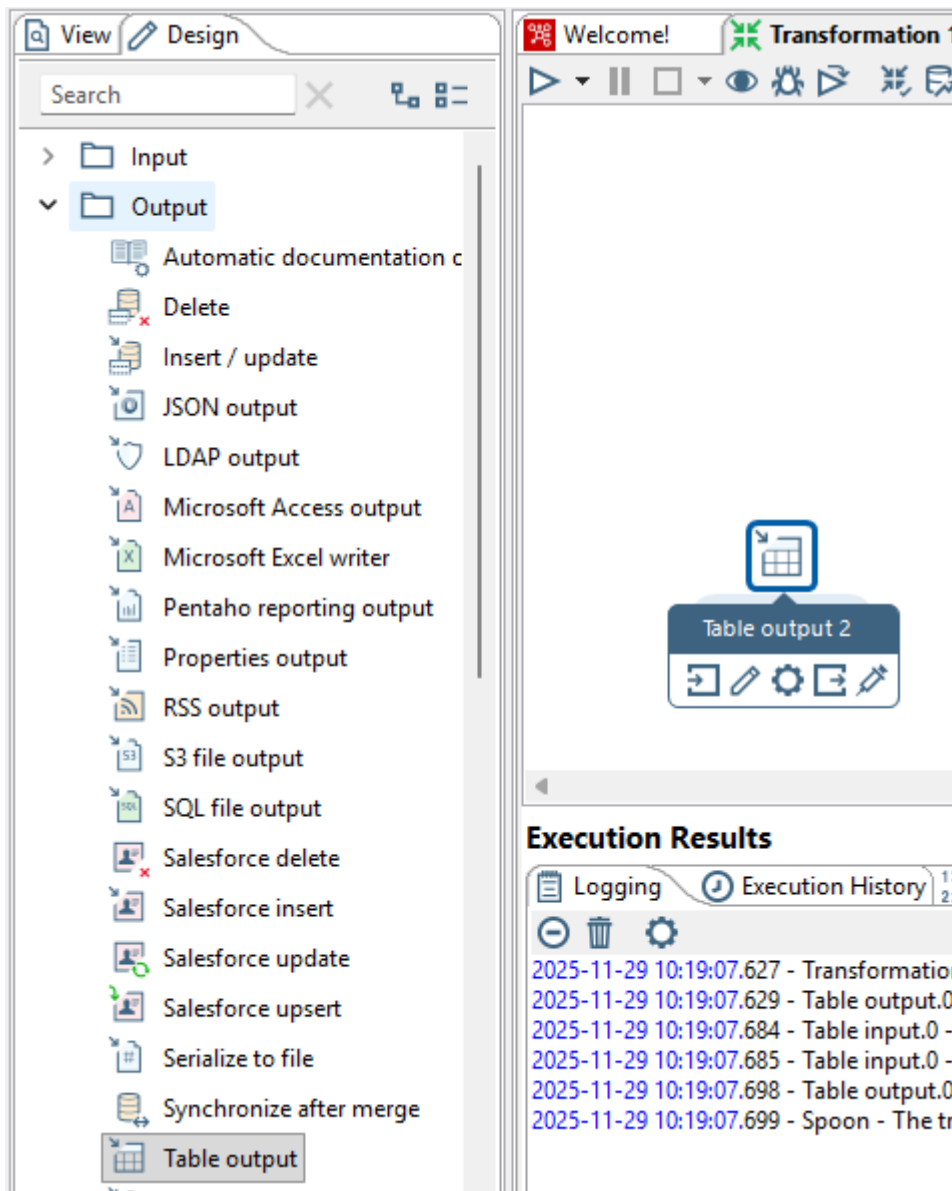 View
Design
Search
Input
Output
Automatic documentation
Delete
Insert / update
JSON output
LDAP output
Microsoft Access output
Microsoft Excel writer
Pentaho reporting output
Properties output
RSS output
S3 file output
SQL file output
Salesforce delete
Salesforce insert
Salesforce update
Salesforce upsert
Serialize to file
Synchronize after merge
Table output
Welcome!
Transformation 1
Table output 2
Execution Results
Logging
Execution History
2025-11-29 10:19:07.627 - Transformation
2025-11-29 10:19:07.629 - Table output.0
2025-11-29 10:19:07.684 - Table input.0 -
2025-11-29 10:19:07.685 - Table input.0 -
2025-11-29 10:19:07.698 - Table output.0
2025-11-29 10:19:07.699 - Spoon - The